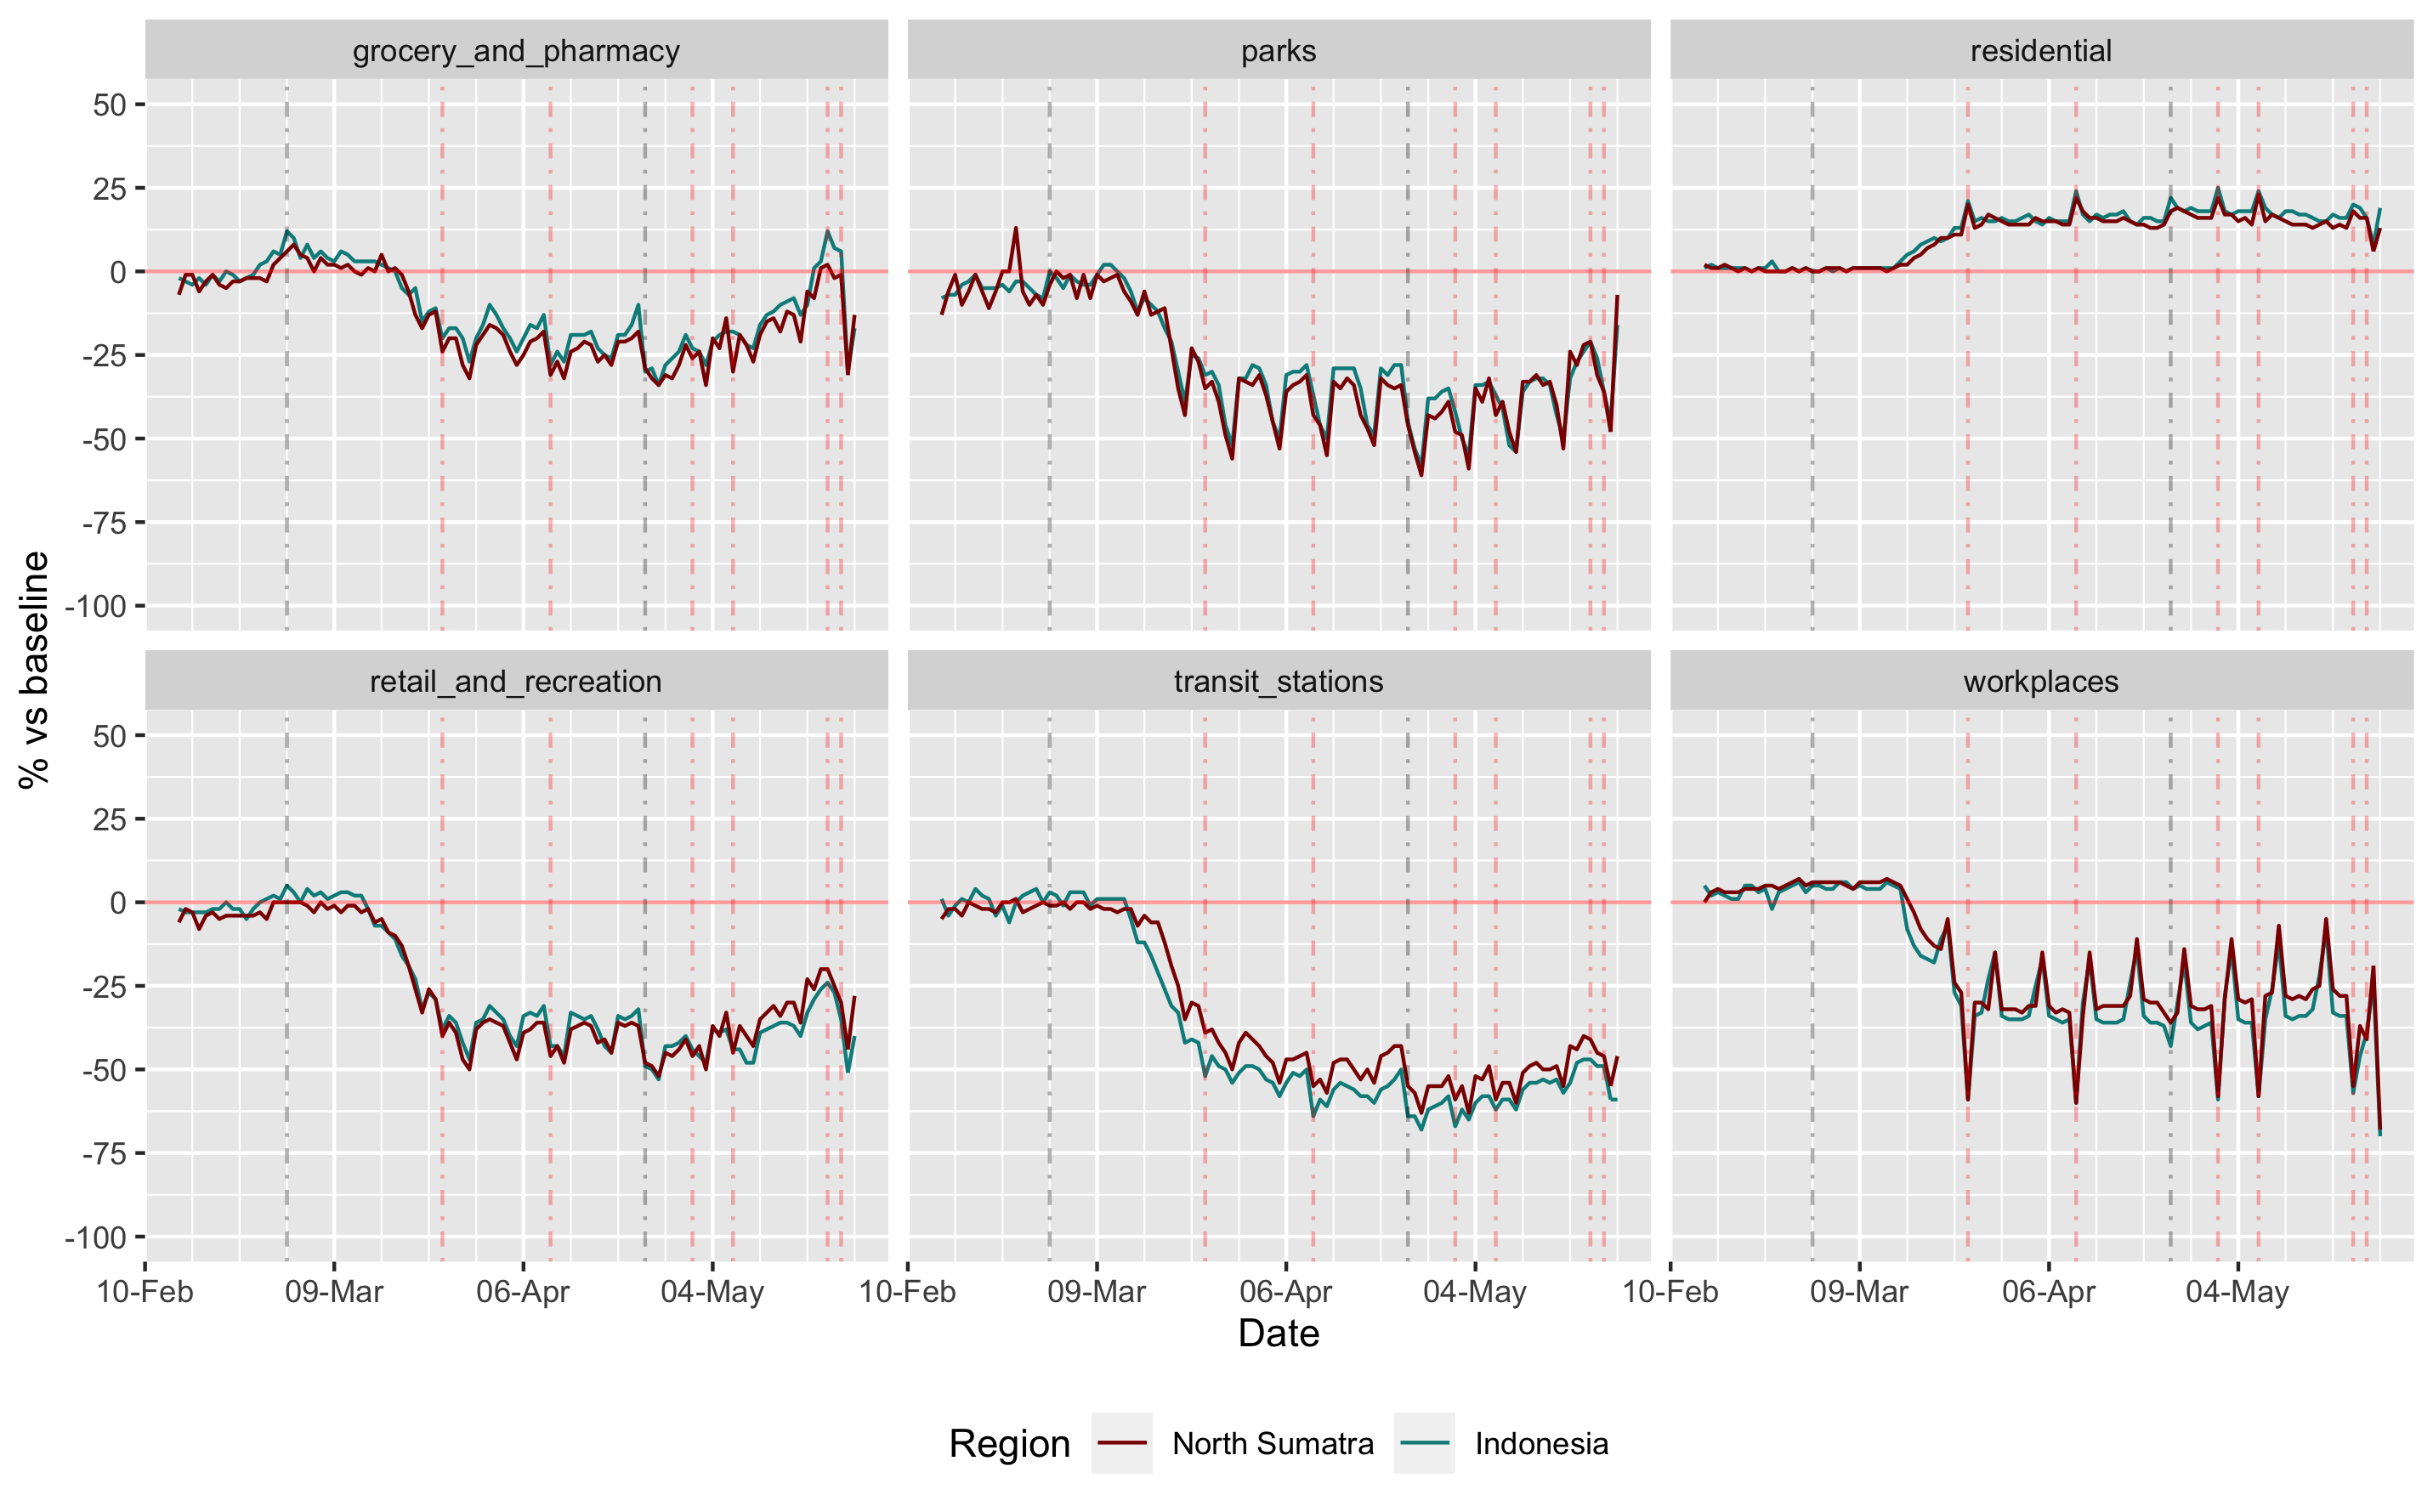 grocery_and_pharmacy parks residential
50
25
0
-25
-50
-75
-100
retail_and_recreation transit_stations workplaces
50
25
0
-25
-50
-75
-100
% vs baseline
10-Feb 09-Mar 06-Apr 04-May 10-Feb 09-Mar 06-Apr 04-May 10-Feb 09-Mar 06-Apr 04-May
Date
Region North Sumatra Indonesia